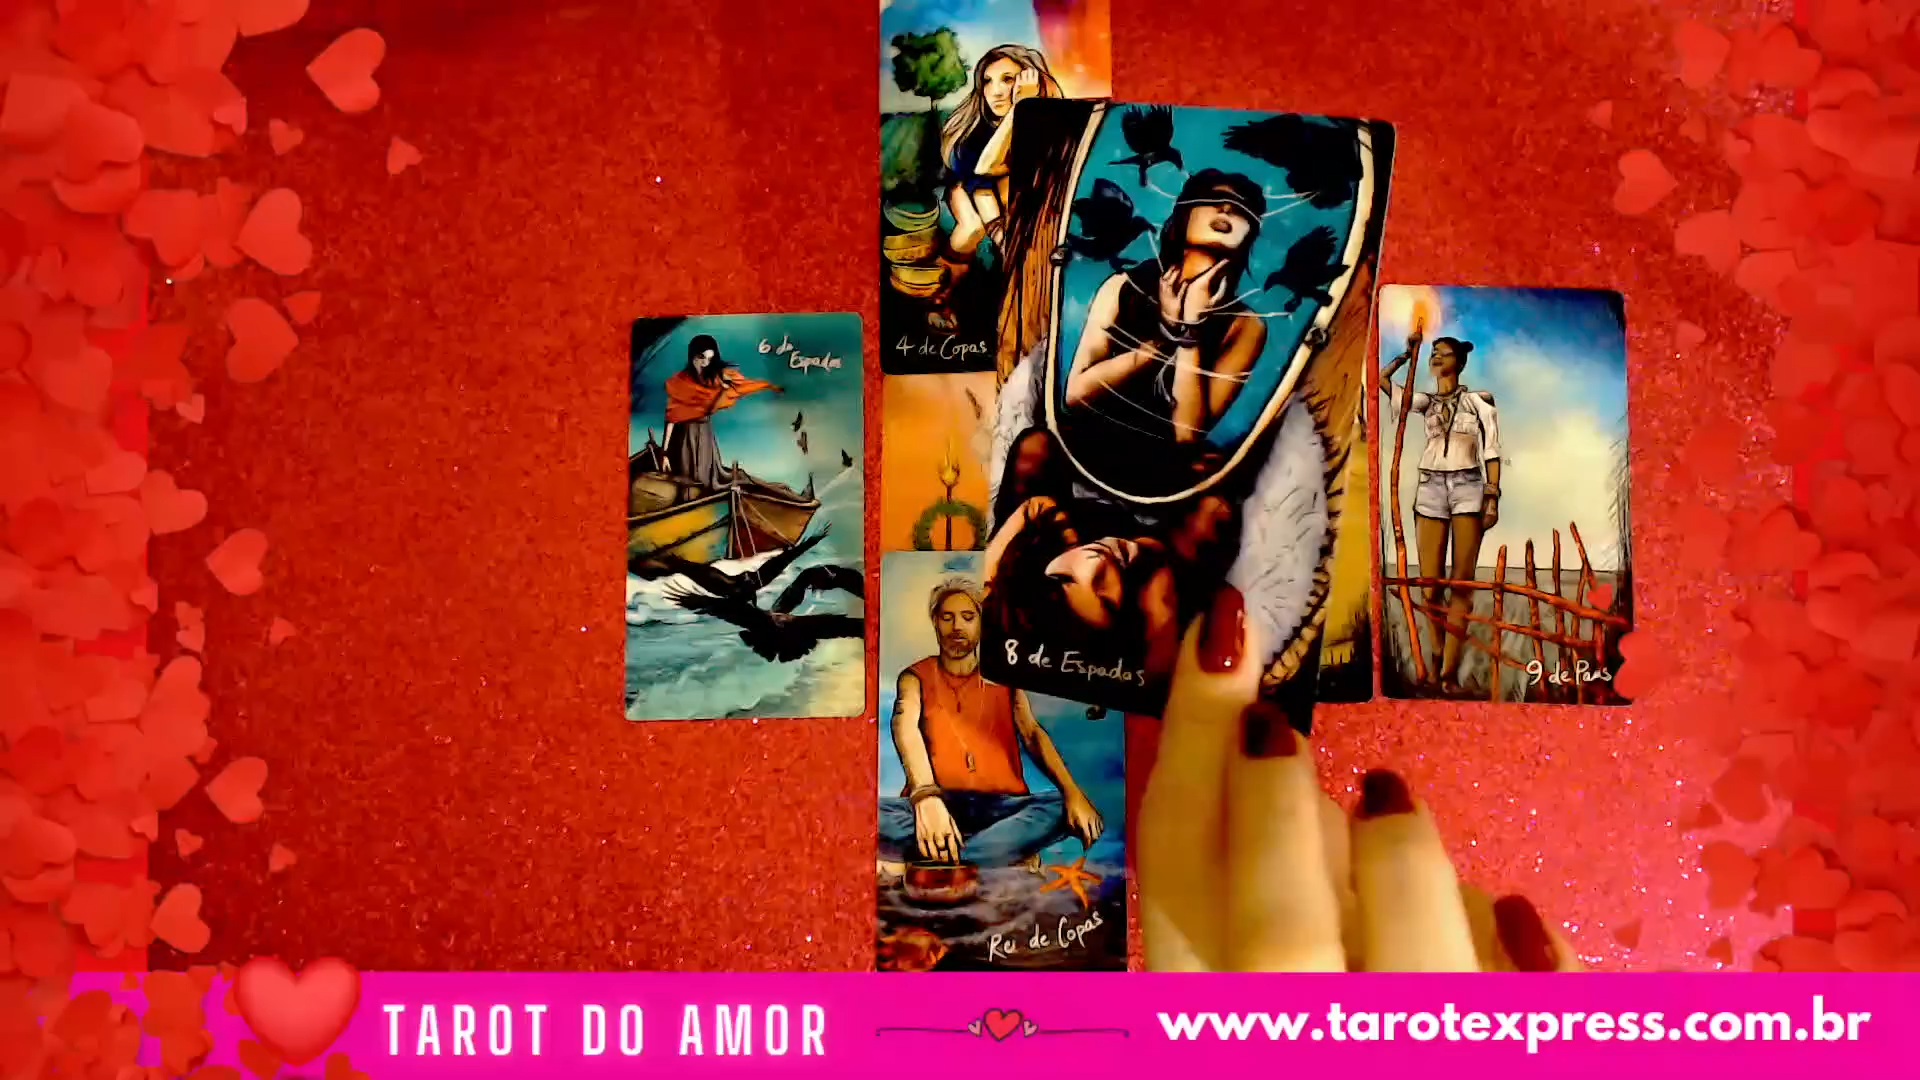 4 de Copas
6 de
Espadas
8 de Espadas
9 de Paus
Rei de Copas
TAROT DO AMOR
www.tarotexpress.com.br